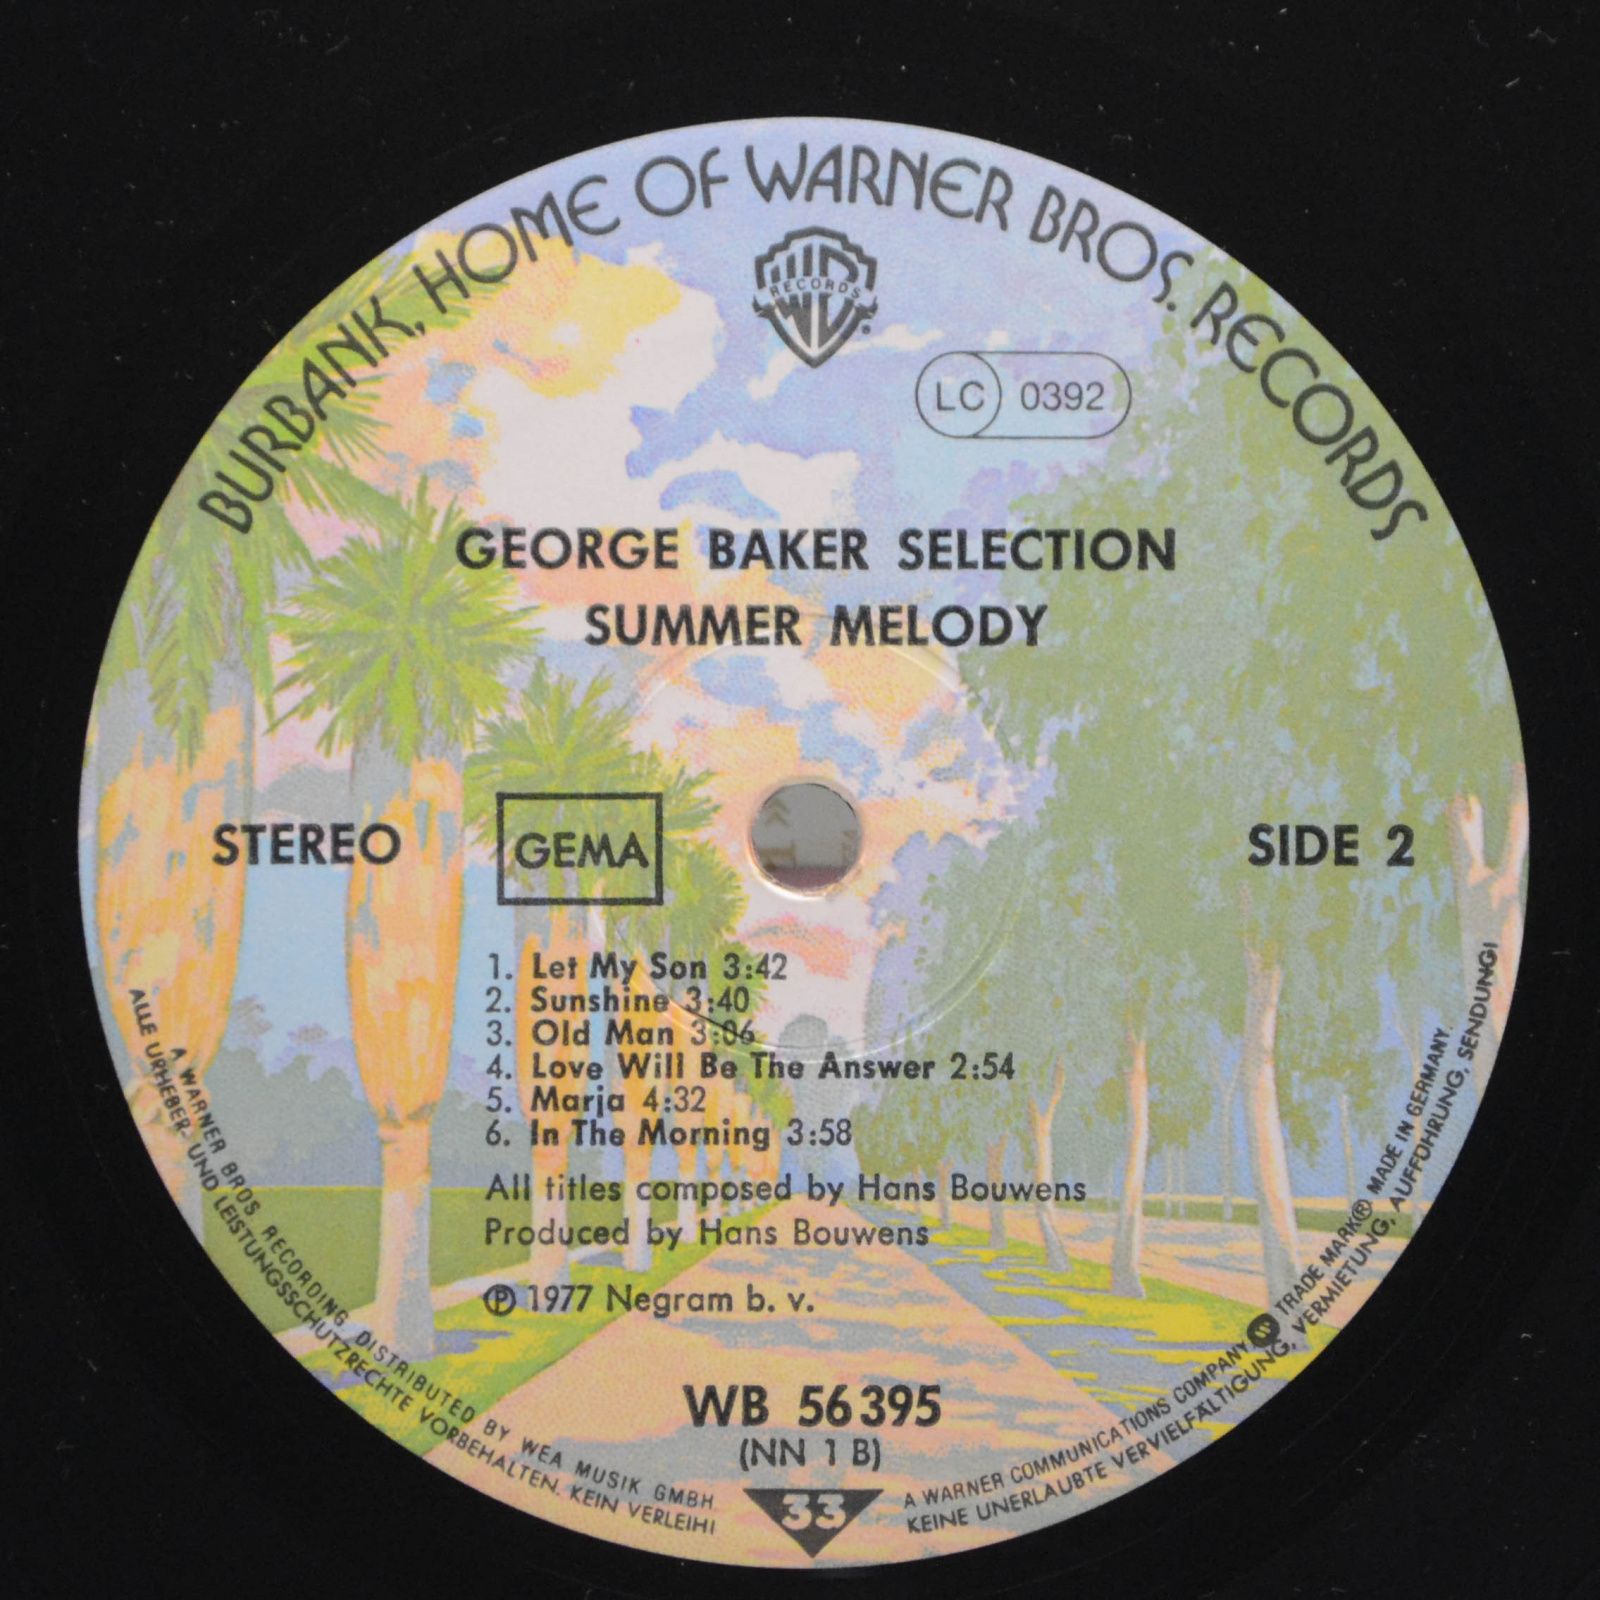 BURBANK, HOME OF WARNER BROS. RECORDS
WB
RECORDS
LC 0392
GEORGE BAKER SELECTION
SUMMER MELODY
STEREO
GEMA
SIDE 2
1. Let My Son 3:42
2. Sunshine 3:40
3. Old Man 3:06
4. Love Will Be The Answer 2:54
5. Marja 4:32
6. In The Morning 3:58
All titles composed by Hans Bouwens
Produced by Hans Bouwens
℗ 1977 Negram b. v.
WB 56395
(NN 1 B)
33
A WARNER BROS RECORDING DISTRIBUTED BY WEA MUSIK GMBH
A WARNER COMMUNICATIONS COMPANY TRADE MARK® MADE IN GERMANY.
ALLE URHEBER- UND LEISTUNGSSCHUTZRECHTE VORBEHALTEN. KEIN VERLEIH!
KEINE UNERLAUBTE VERVIELFÄLTIGUNG, VERMIETUNG, AUFFÜHRUNG, SENDUNG!